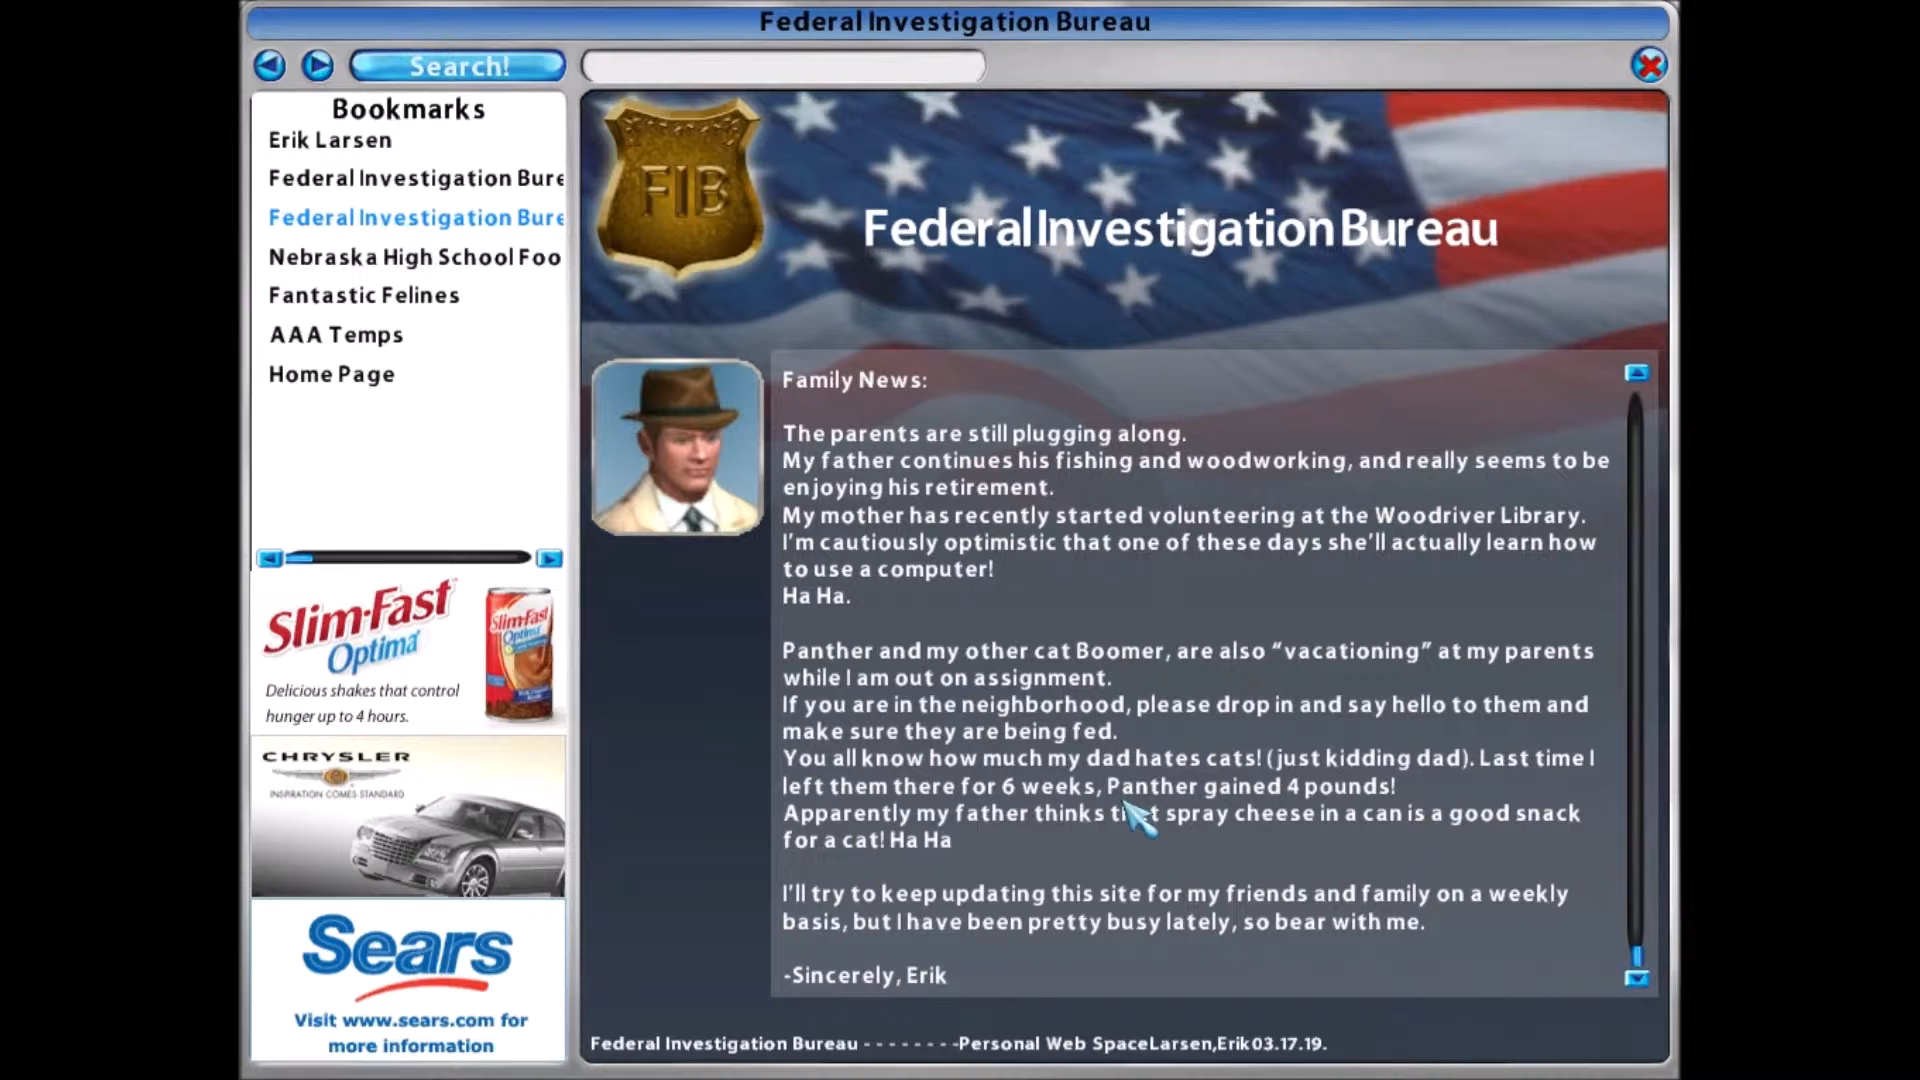 Federal Investigation Bureau
Search!
Bookmarks
Erik Larsen
Federal Investigation Bure
Federal Investigation Bure
Nebraska High School Foo
Fantastic Felines
AAA Temps
Home Page
Slim-Fast
Optima
Slim-Fast
Optima
Delicious shakes that control
hunger up to 4 hours.
CHRYSLER
INSPIRATION COMES STANDARD
Sears
Visit www.sears.com for
more information
FIB
Federal Investigation Bureau
Family News:
The parents are still plugging along.
My father continues his fishing and woodworking, and really seems to be
enjoying his retirement.
My mother has recently started volunteering at the Woodriver Library.
I'm cautiously optimistic that one of these days she'll actually learn how
to use a computer!
Ha Ha.
Panther and my other cat Boomer, are also “vacationing” at my parents
while I am out on assignment.
If you are in the neighborhood, please drop in and say hello to them and
make sure they are being fed.
You all know how much my dad hates cats! (just kidding dad). Last time I
left them there for 6 weeks, Panther gained 4 pounds!
Apparently my father thinks that spray cheese in a can is a good snack
for a cat! Ha Ha
I'll try to keep updating this site for my friends and family on a weekly
basis, but I have been pretty busy lately, so bear with me.
-Sincerely, Erik
Federal Investigation Bureau - - - - - - - -Personal Web SpaceLarsen,Erik03.17.19.